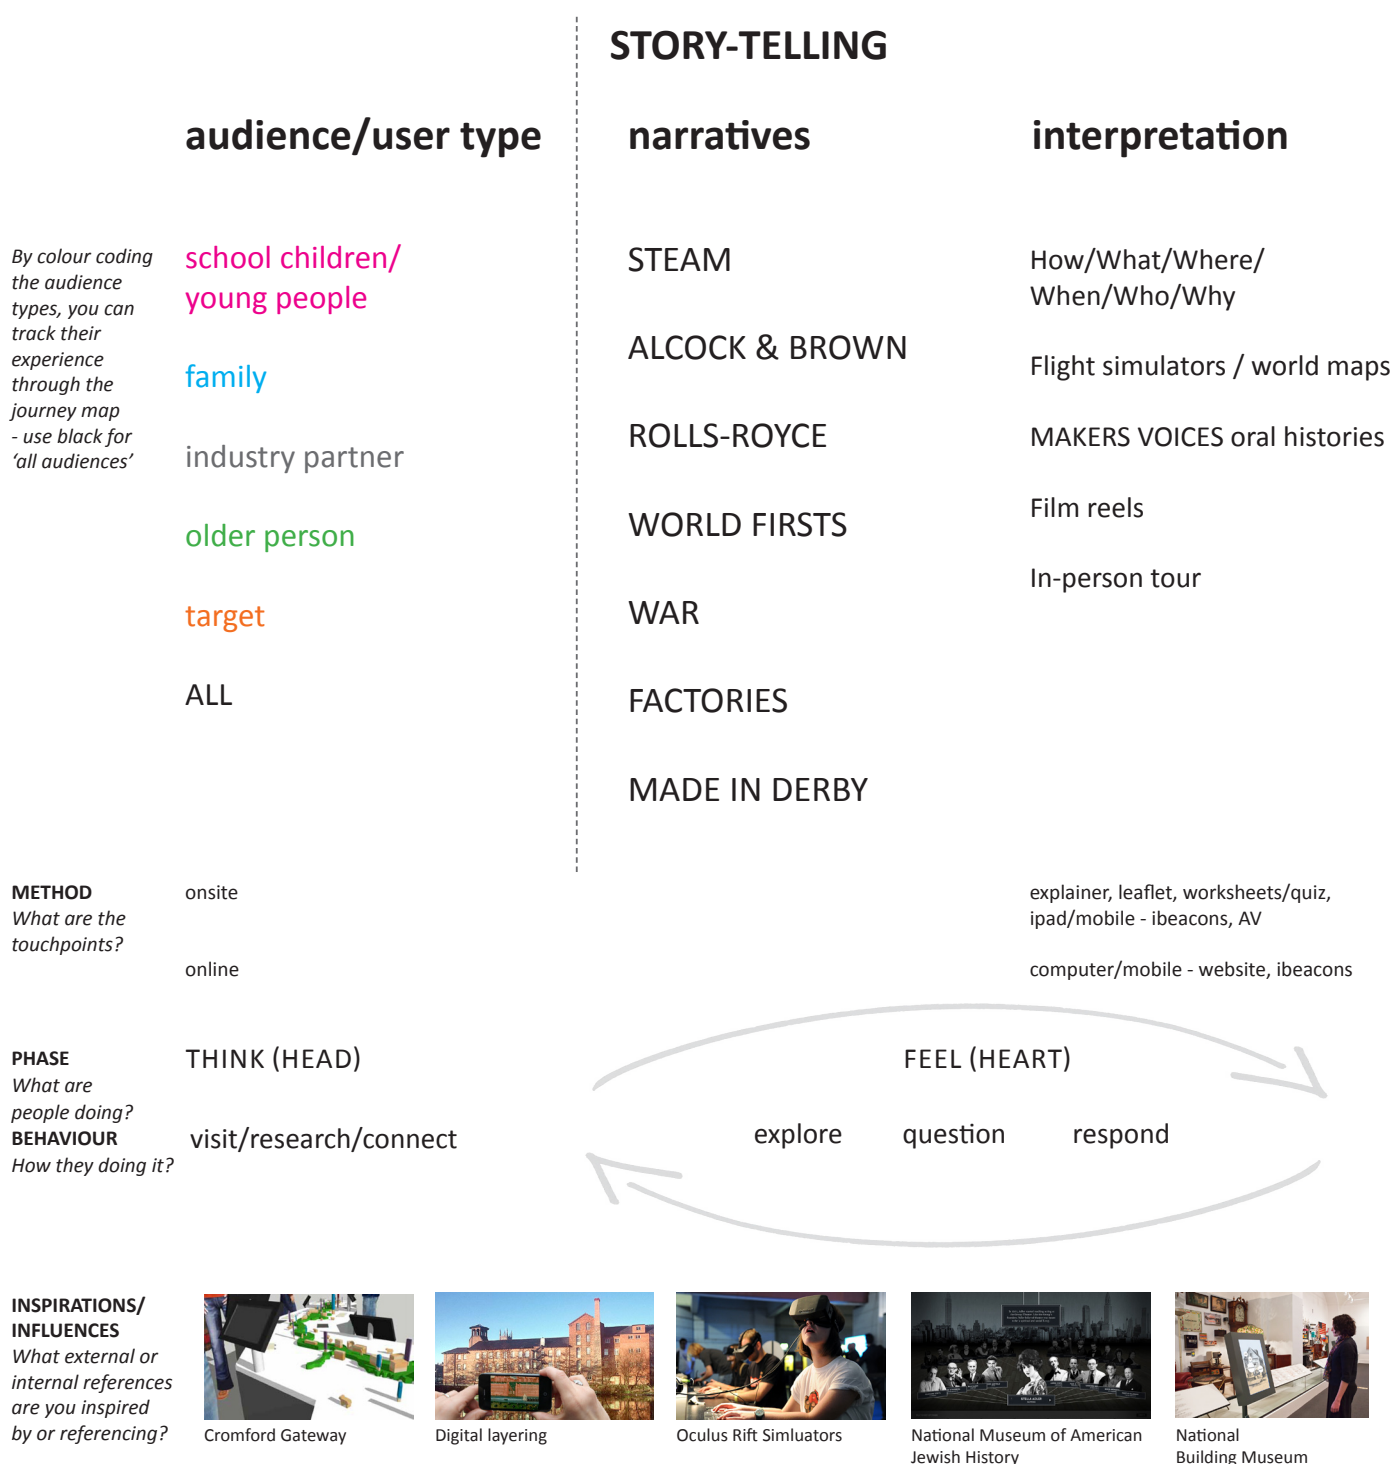 STORY-TELLING
audience/user type
narratives
interpretation
By colour coding
the audience
types, you can
track their
experience
through the
journey map
- use black for
‘all audiences’
school children/
young people
family
industry partner
older person
target
ALL
STEAM
ALCOCK & BROWN
ROLLS-ROYCE
WORLD FIRSTS
WAR
FACTORIES
MADE IN DERBY
How/What/Where/
When/Who/Why
Flight simulators / world maps
MAKERS VOICES oral histories
Film reels
In-person tour
METHOD
What are the
touchpoints?
onsite
online
explainer, leaflet, worksheets/quiz,
ipad/mobile - ibeacons, AV
computer/mobile - website, ibeacons
PHASE
What are
people doing?
THINK (HEAD)
FEEL (HEART)
BEHAVIOUR
How they doing it?
visit/research/connect
explore
question
respond
INSPIRATIONS/
INFLUENCES
What external or
internal references
are you inspired
by or referencing?
Cromford Gateway
Digital layering
Oculus Rift Simluators
National Museum of American
Jewish History
National
Building Museum